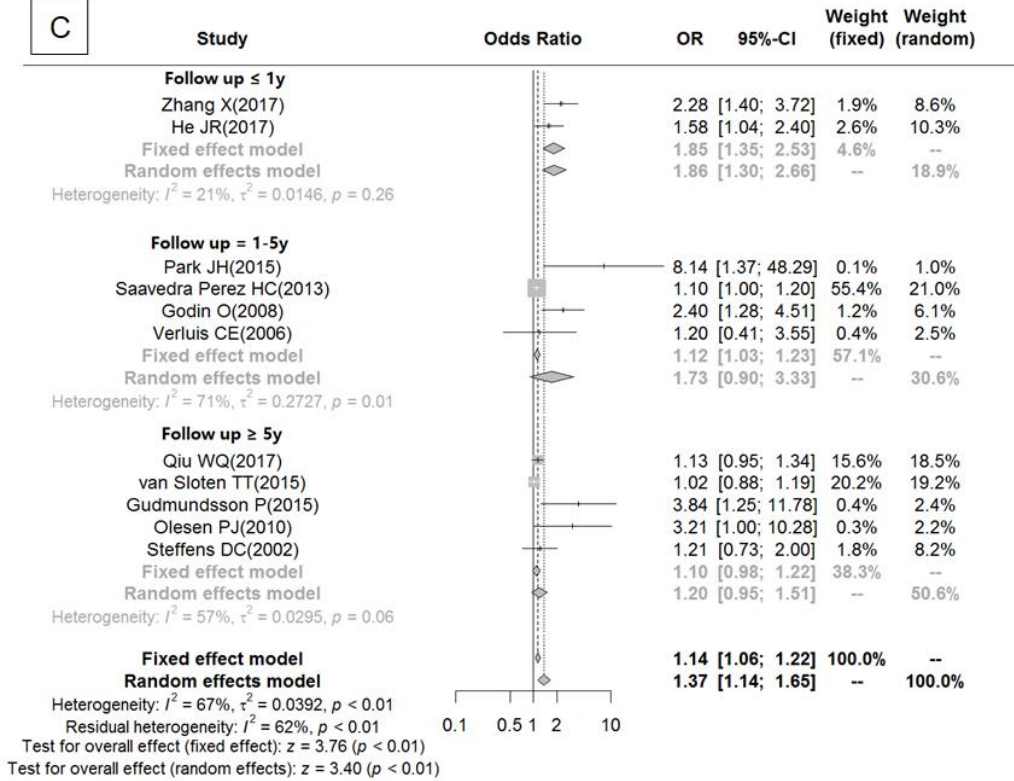 C
Study Odds Ratio OR 95%-CI Weight (fixed) Weight (random)
Follow up ≤ 1y
Zhang X(2017) 2.28 [1.40; 3.72] 1.9% 8.6%
He JR(2017) 1.58 [1.04; 2.40] 2.6% 10.3%
Fixed effect model 1.85 [1.35; 2.53] 4.6% --
Random effects model 1.86 [1.30; 2.66] -- 18.9%
Heterogeneity: I² = 21%, τ² = 0.0146, p = 0.26
Follow up = 1-5y
Park JH(2015) 8.14 [1.37; 48.29] 0.1% 1.0%
Saavedra Perez HC(2013) 1.10 [1.00; 1.20] 55.4% 21.0%
Godin O(2008) 2.40 [1.28; 4.51] 1.2% 6.1%
Verluis CE(2006) 1.20 [0.41; 3.55] 0.4% 2.5%
Fixed effect model 1.12 [1.03; 1.23] 57.1% --
Random effects model 1.73 [0.90; 3.33] -- 30.6%
Heterogeneity: I² = 71%, τ² = 0.2727, p = 0.01
Follow up ≥ 5y
Qiu WQ(2017) 1.13 [0.95; 1.34] 15.6% 18.5%
van Sloten TT(2015) 1.02 [0.88; 1.19] 20.2% 19.2%
Gudmundsson P(2015) 3.84 [1.25; 11.78] 0.4% 2.4%
Olesen PJ(2010) 3.21 [1.00; 10.28] 0.3% 2.2%
Steffens DC(2002) 1.21 [0.73; 2.00] 1.8% 8.2%
Fixed effect model 1.10 [0.98; 1.22] 38.3% --
Random effects model 1.20 [0.95; 1.51] -- 50.6%
Heterogeneity: I² = 57%, τ² = 0.0295, p = 0.06
Fixed effect model 1.14 [1.06; 1.22] 100.0% --
Random effects model 1.37 [1.14; 1.65] -- 100.0%
Heterogeneity: I² = 67%, τ² = 0.0392, p < 0.01
Residual heterogeneity: I² = 62%, p < 0.01
0.1 0.5 1 2 10
Test for overall effect (fixed effect): z = 3.76 (p < 0.01)
Test for overall effect (random effects): z = 3.40 (p < 0.01)